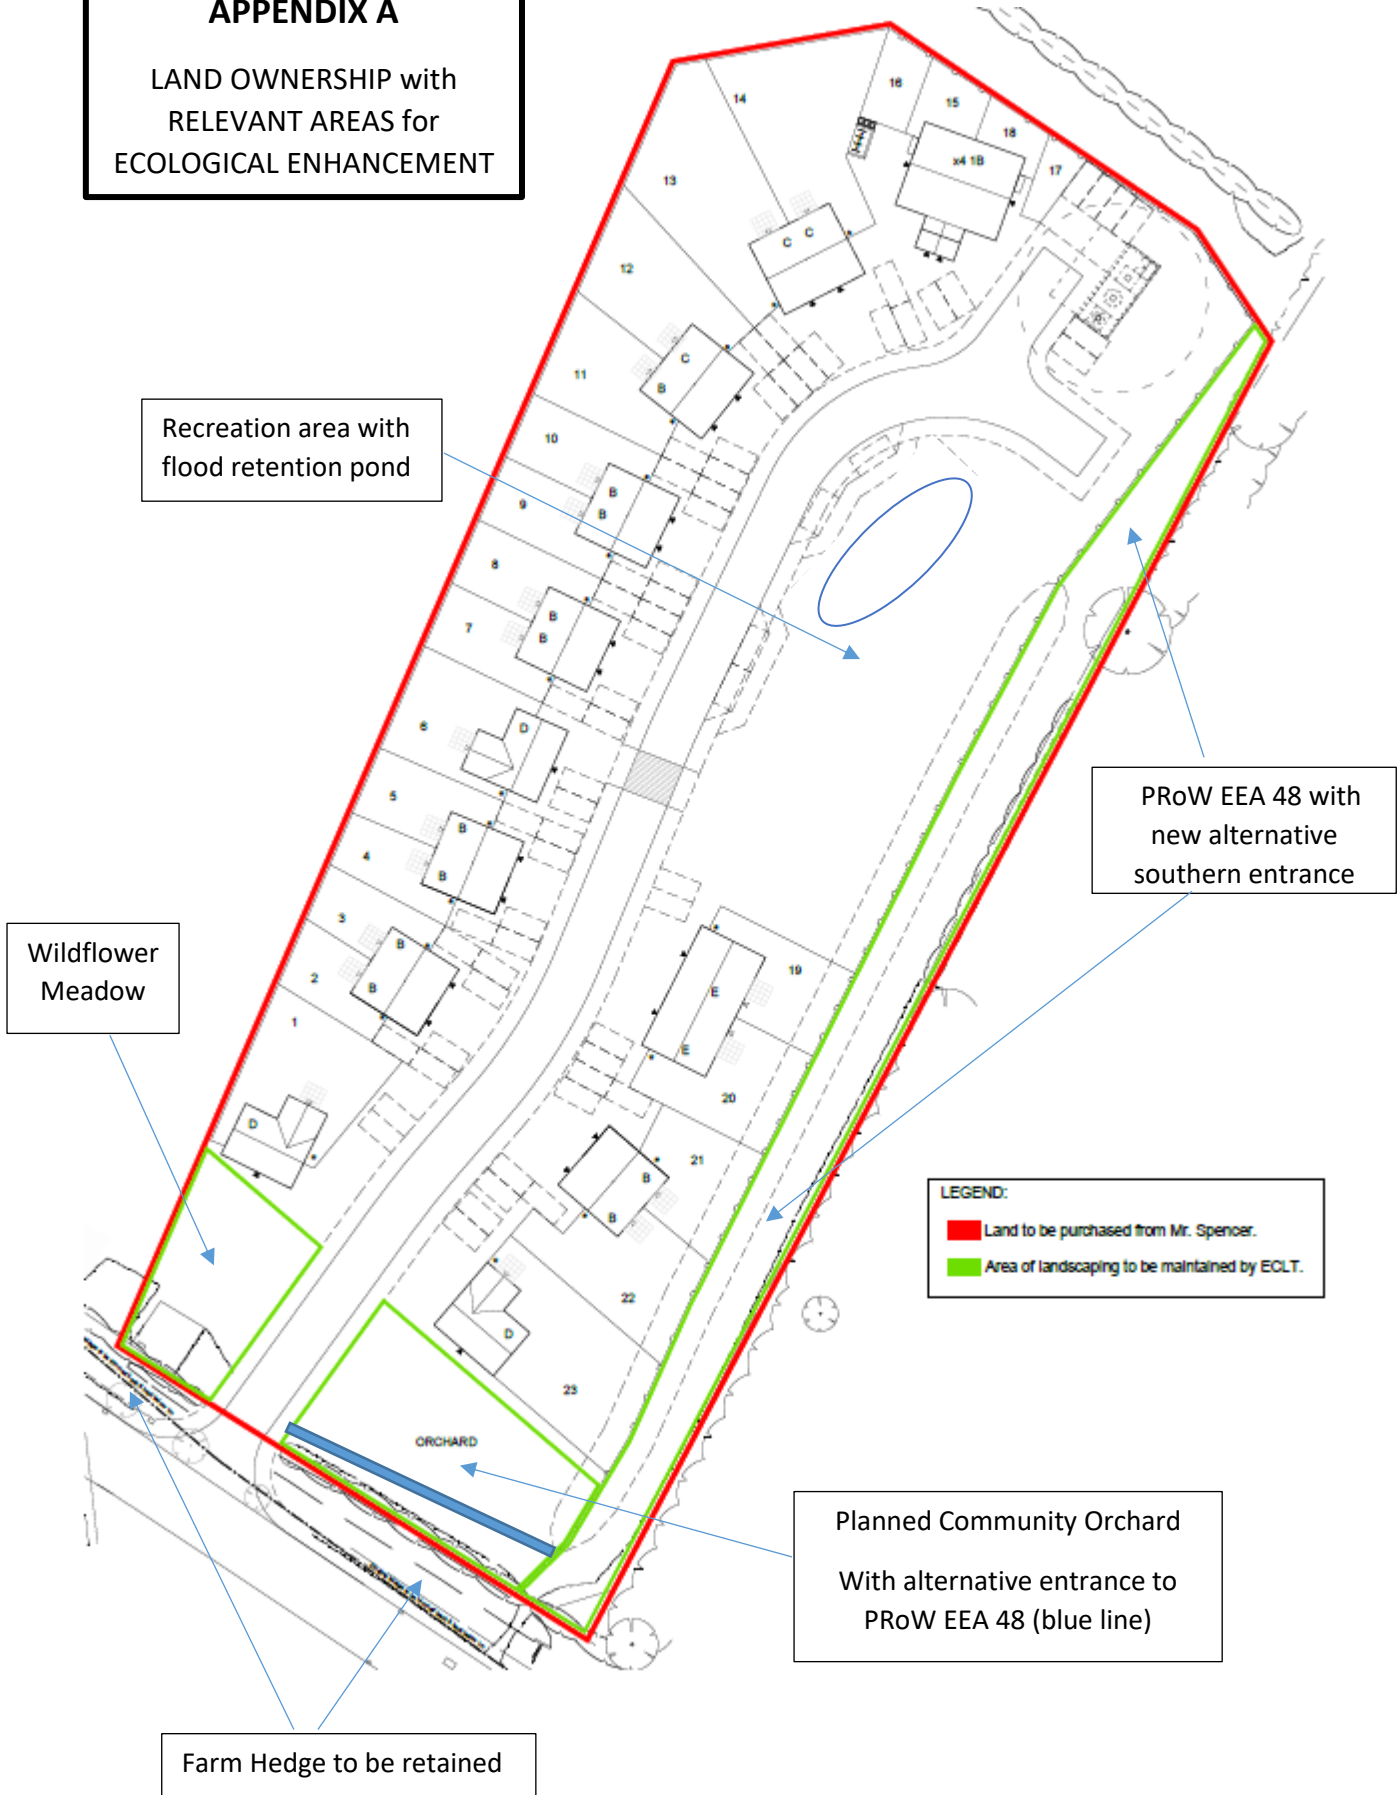 APPENDIX A
LAND OWNERSHIP with
RELEVANT AREAS for
ECOLOGICAL ENHANCEMENT
14
16
15
18
x4 1B
17
13
C
C
12
C
B
11
10
B
B
9
8
B
B
7
6
D
5
B
B
4
3
B
B
2
1
D
Recreation area with
flood retention pond
PRoW EEA 48 with
new alternative
southern entrance
Wildflower
Meadow
19
E
E
20
21
B
B
22
D
23
ORCHARD
LEGEND:
Land to be purchased from Mr. Spencer.
Area of landscaping to be maintained by ECLT.
Planned Community Orchard
With alternative entrance to
PRoW EEA 48 (blue line)
Farm Hedge to be retained